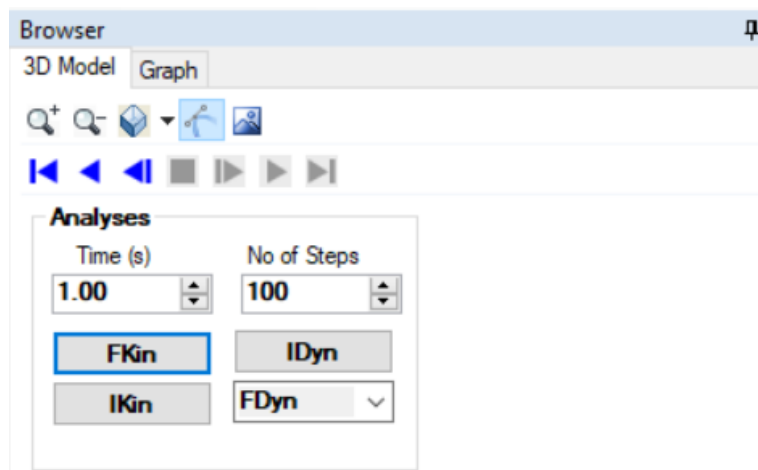 Browser
3D Model Graph
Analyses
Time (s) No of Steps
1.00 100
FKin IDyn
IKin FDyn